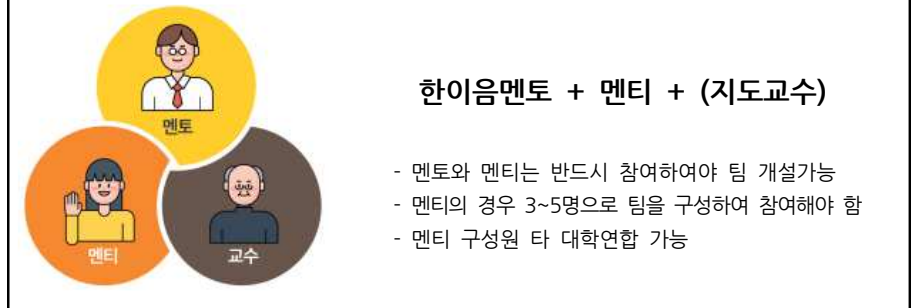 멘토
멘티
교수
한이음멘토 + 멘티 + (지도교수)
- 멘토와 멘티는 반드시 참여하여야 팀 개설가능
- 멘티의 경우 3~5명으로 팀을 구성하여 참여해야 함
- 멘티 구성원 타 대학연합 가능